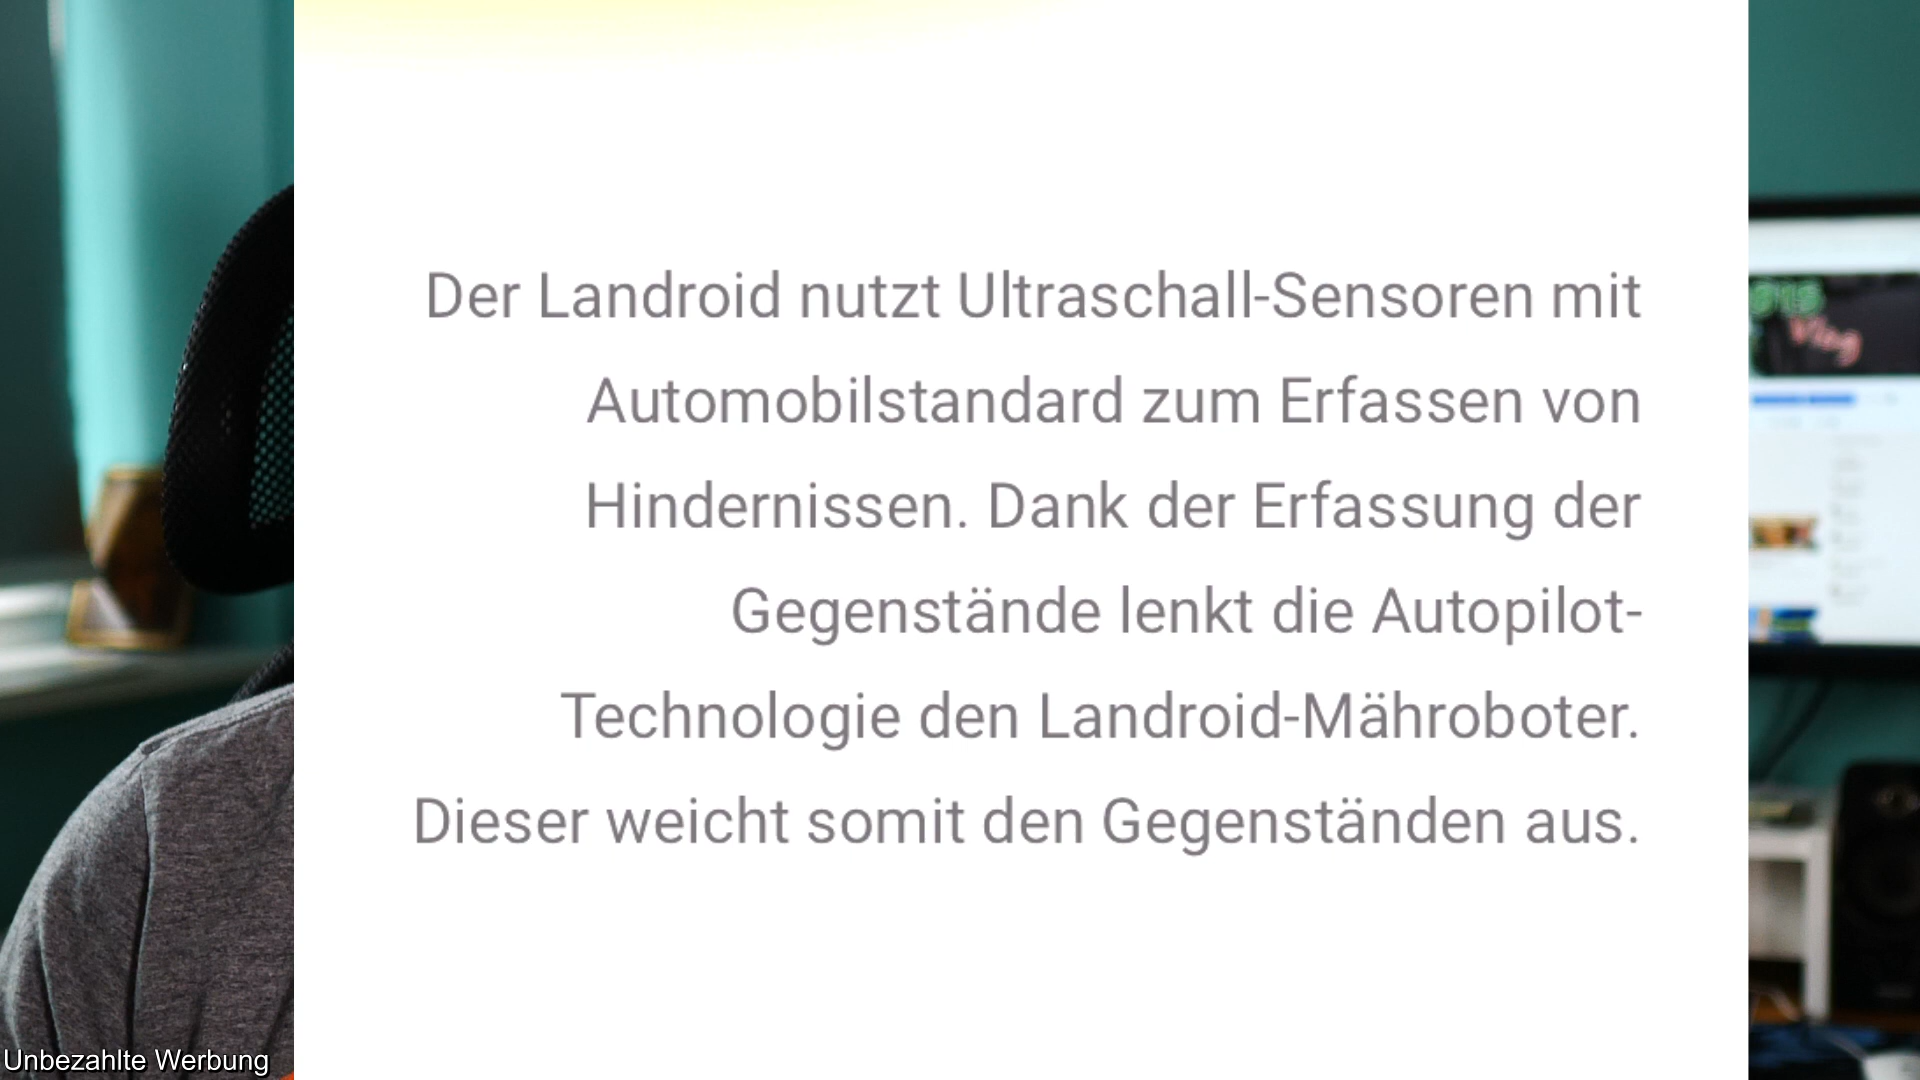 Der Landroid nutzt Ultraschall-Sensoren mit
Automobilstandard zum Erfassen von
Hindernissen. Dank der Erfassung der
Gegenstände lenkt die Autopilot-
Technologie den Landroid-Mähroboter.
Dieser weicht somit den Gegenständen aus.
Vlog
Unbezahlte Werbung